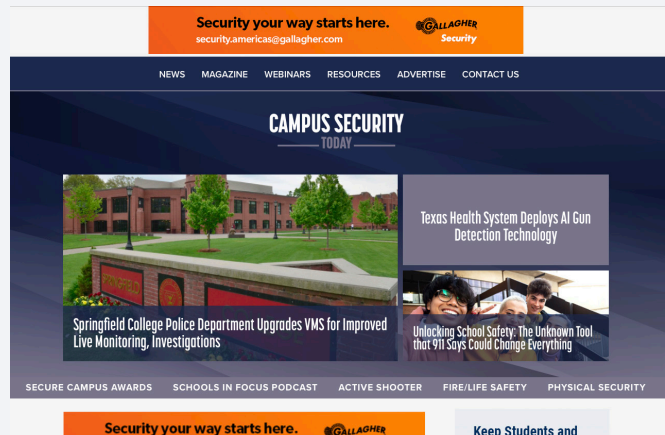 Security your way starts here.
security.americas@gallagher.com
GALLAGHER
Security
NEWS MAGAZINE WEBINARS RESOURCES ADVERTISE CONTACT US
CAMPUS SECURITY
TODAY
SPRINGFIELD
Springfield College Police Department Upgrades VMS for Improved
Live Monitoring, Investigations
Texas Health System Deploys AI Gun
Detection Technology
Unlocking School Safety: The Unknown Tool
that 911 Says Could Change Everything
SECURE CAMPUS AWARDS SCHOOLS IN FOCUS PODCAST ACTIVE SHOOTER FIRE/LIFE SAFETY PHYSICAL SECURITY
Security your way starts here.
GALLAGHER
Keep Students and